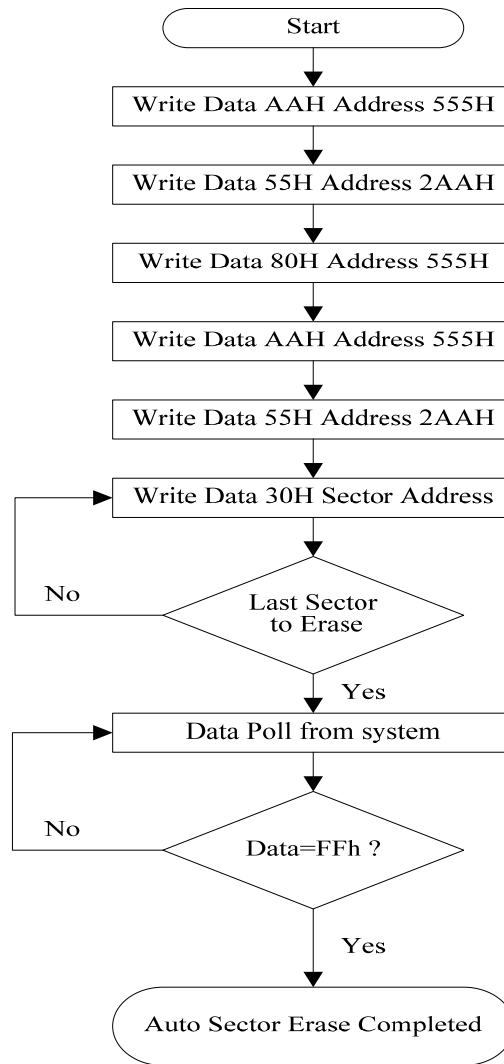 Start
Write Data AAH Address 555H
Write Data 55H Address 2AAH
Write Data 80H Address 555H
Write Data AAH Address 555H
Write Data 55H Address 2AAH
Write Data 30H Sector Address
No
Last Sector
to Erase
Yes
Data Poll from system
No
Data=FFh ?
Yes
Auto Sector Erase Completed